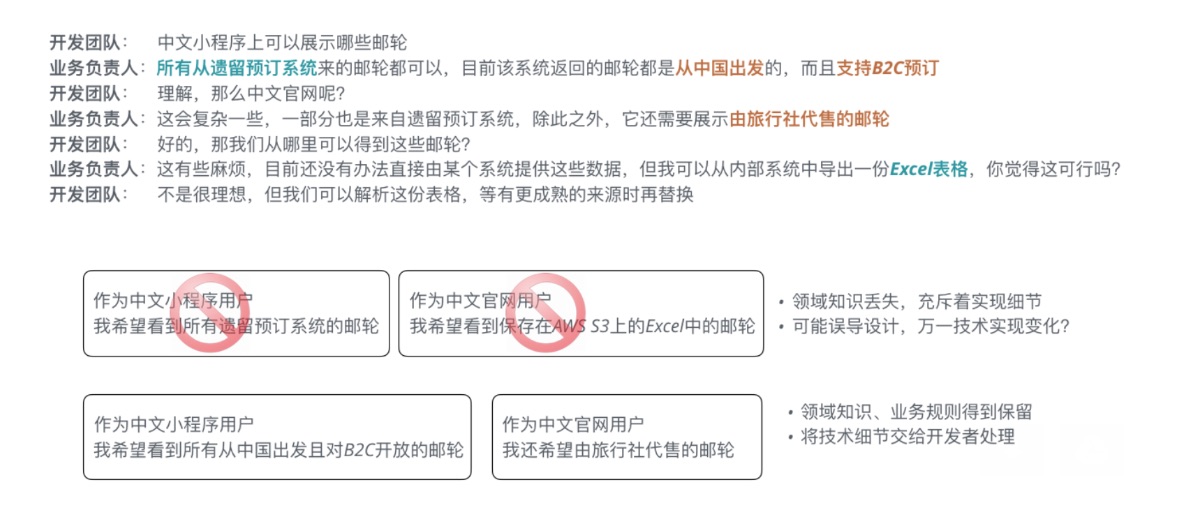 开发团队： 中文小程序上可以展示哪些邮轮
业务负责人： 所有从遗留预订系统来的邮轮都可以，目前该系统返回的邮轮都是从中国出发的，而且支持B2C预订
开发团队： 理解，那么中文官网呢？
业务负责人： 这会复杂一些，一部分也是来自遗留预订系统，除此之外，它还需要展示由旅行社代售的邮轮
开发团队： 好的，那我们从哪里可以得到这些邮轮？
业务负责人： 这有些麻烦，目前还没有办法直接由某个系统提供这些数据，但我可以从内部系统中导出一份Excel表格，你觉得这可行吗？
开发团队： 不是很理想，但我们可以解析这份表格，等有更成熟的来源时再替换
作为中文小程序用户
我希望看到所有遗留预订系统的邮轮
作为中文官网用户
我希望看到保存在AWS S3上的Excel中的邮轮
• 领域知识丢失，充斥着实现细节
• 可能误导设计，万一技术实现变化？
作为中文小程序用户
我希望看到所有从中国出发且对B2C开放的邮轮
作为中文官网用户
我还希望由旅行社代售的邮轮
• 领域知识、业务规则得到保留
• 将技术细节交给开发者处理